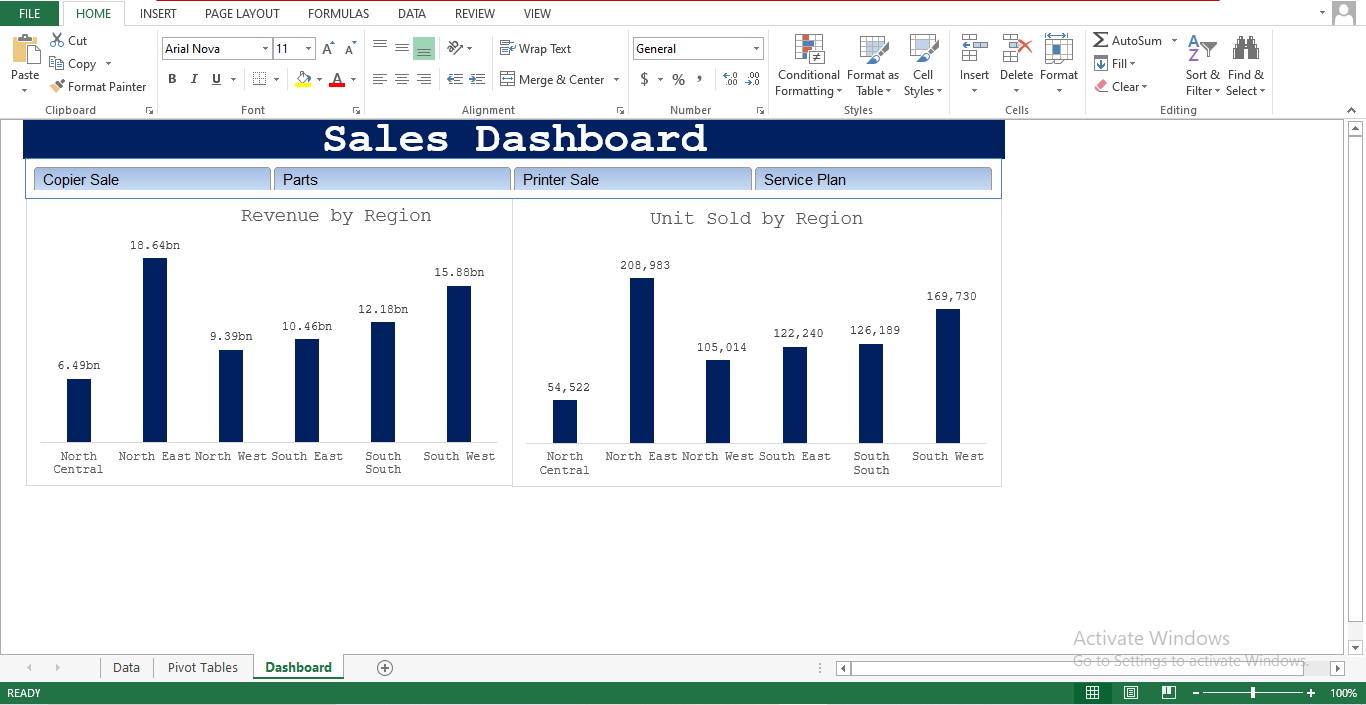 FILE HOME INSERT PAGE LAYOUT FORMULAS DATA REVIEW VIEW
Paste
Cut
Copy
Format Painter
Clipboard
Arial Nova 11 A A
B I U A
Font
Wrap Text
Merge & Center
Alignment
General
$ % , .00 .00
Number
Conditional
Formatting
Format as
Table
Cell
Styles
Styles
Insert Delete Format
Cells
AutoSum
Fill
Clear
Sort &
Filter
Find &
Select
Editing
Sales Dashboard
Copier Sale Parts Printer Sale Service Plan
Revenue by Region
18.64bn
15.88bn
12.18bn
10.46bn
9.39bn
6.49bn
North
Central
North East North West South East South
South
South West
Unit Sold by Region
208,983
169,730
126,189
122,240
105,014
54,522
North
Central
North East North West South East South
South
South West
Activate Windows
Go to Settings to activate Windows.
Data Pivot Tables Dashboard
READY 100%